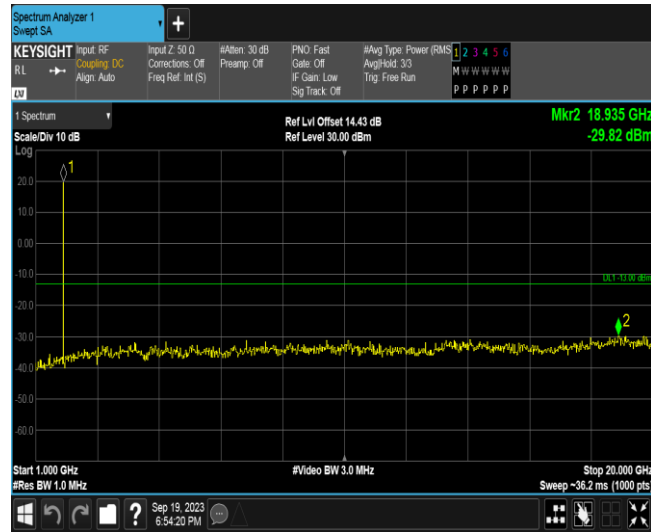 Spectrum Analyzer 1
Swept SA
KEYSIGHT
RL
LXI
Input: RF
Coupling: DC
Align: Auto
Input Z: 50 Ω
Corrections: Off
Freq Ref: Int (S)
#Atten: 30 dB
Preamp: Off
PNO: Fast
Gate: Off
IF Gain: Low
Sig Track: Off
#Avg Type: Power (RMS
Avg|Hold: 3/3
Trig: Free Run
1 2 3 4 5 6
M W W W W W
P P P P P P
1 Spectrum
Scale/Div 10 dB
Log
Ref Lvl Offset 14.43 dB
Ref Level 30.00 dBm
Mkr2 18.935 GHz
-29.82 dBm
1
20.0
10.0
0.00
-10.0
DL1 -13.00 dBm
-20.0
2
-30.0
-40.0
-50.0
-60.0
Start 1.000 GHz
#Video BW 3.0 MHz
Stop 20.000 GHz
#Res BW 1.0 MHz
Sweep ~36.2 ms (1000 pts)
?
Sep 19, 2023
6:54:20 PM